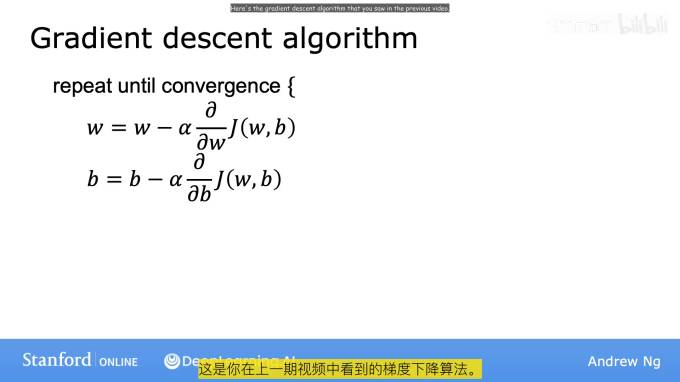 Here's the gradient descent algorithm that you saw in the previous video.
bilibili
Gradient descent algorithm
repeat until convergence {
w = w − α ∂/∂w J(w, b)
b = b − α ∂/∂b J(w, b)
Stanford ONLINE
Andrew Ng
这是你在上一期视频中看到的梯度下降算法。